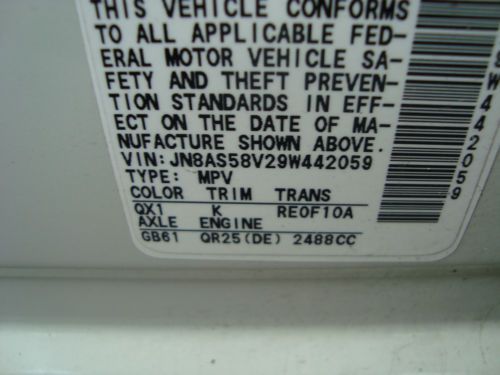 THIS VEHICLE CONFORMS
TO ALL APPLICABLE FED-
ERAL MOTOR VEHICLE SA-
FETY AND THEFT PREVEN-
TION STANDARDS IN EFF-
ECT ON THE DATE OF MA-
NUFACTURE SHOWN ABOVE.
VIN: JN8AS58V29W442059
TYPE: MPV
COLOR TRIM TRANS
QX1 K RE0F10A
AXLE ENGINE
GB61 QR25(DE) 2488CC
W442059